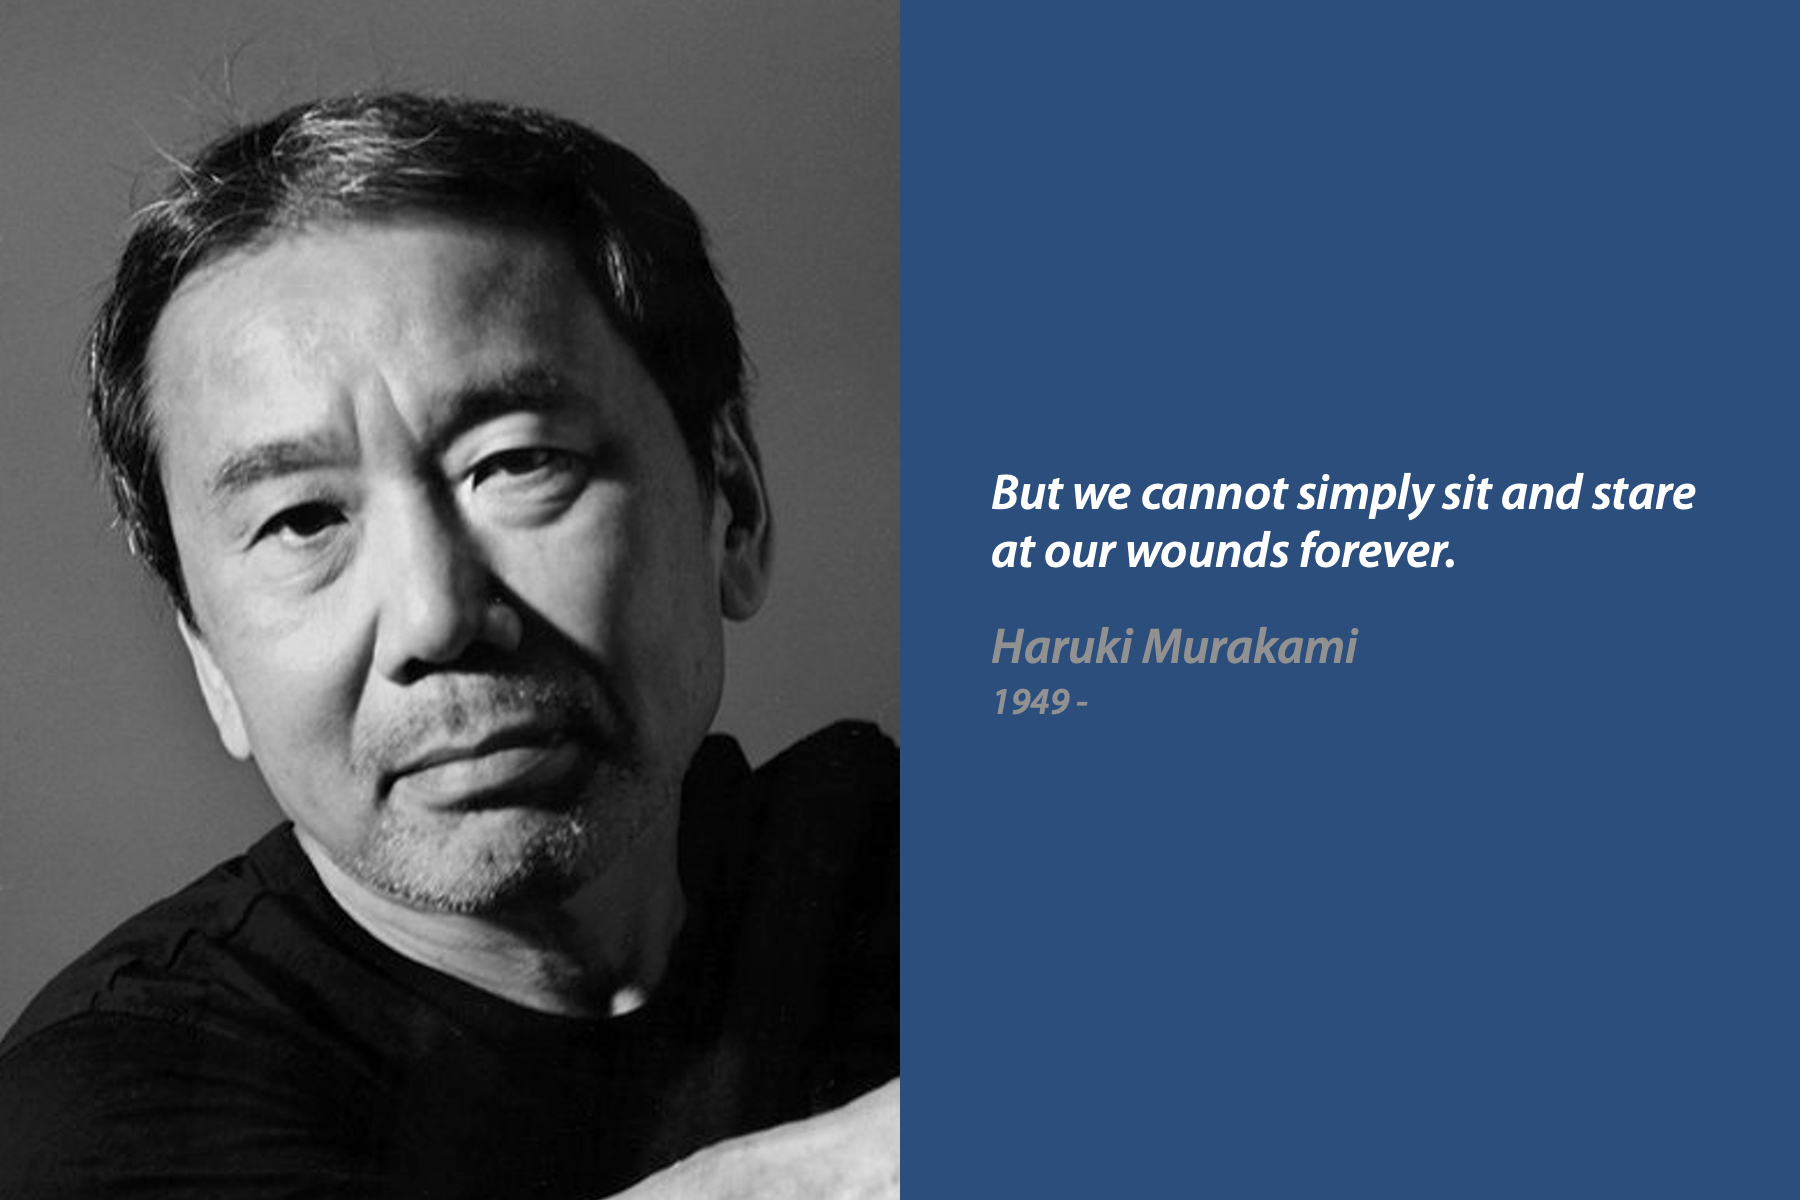 But we cannot simply sit and stare
at our wounds forever.
Haruki Murakami
1949 -